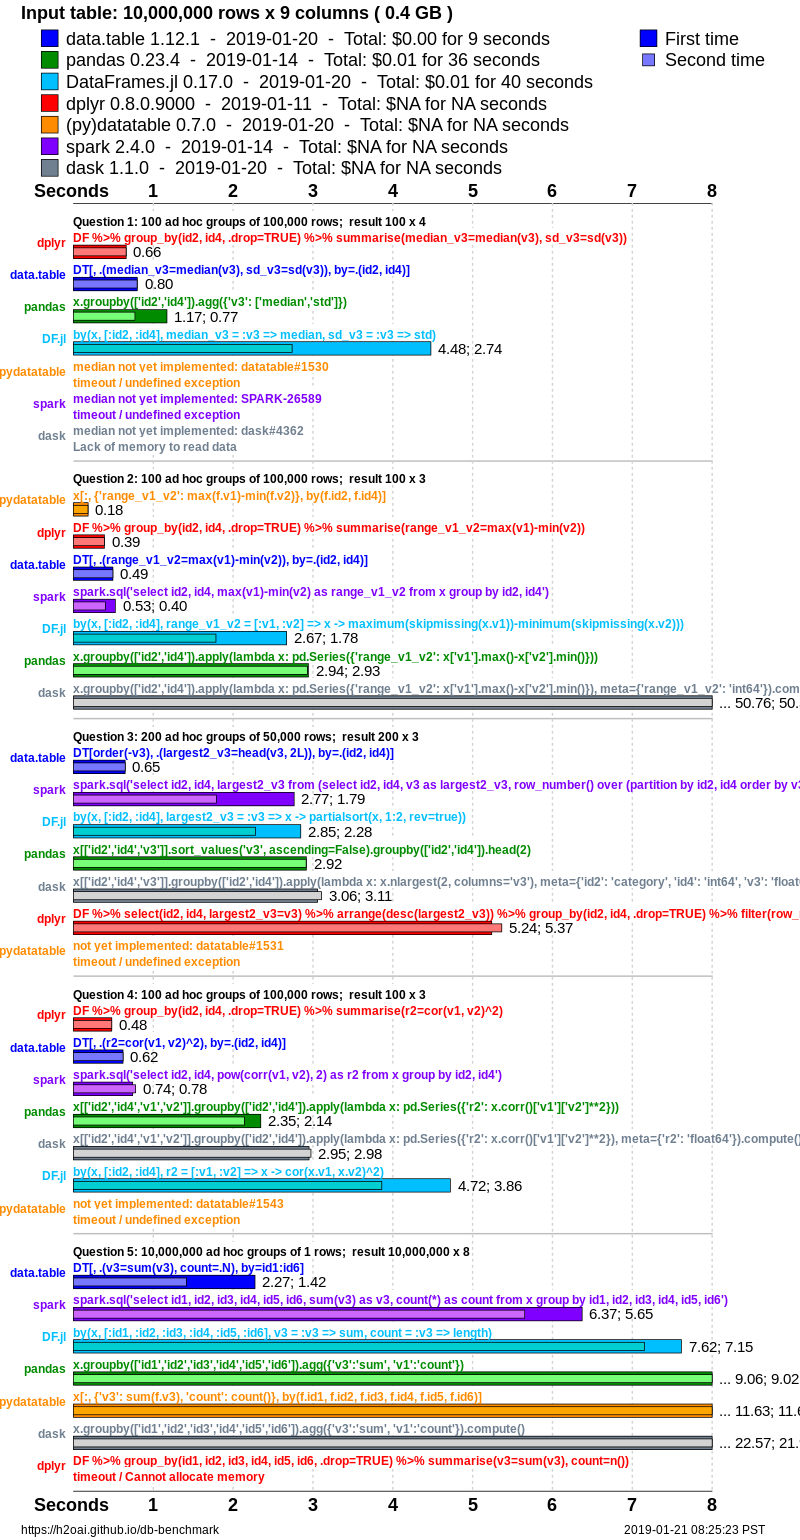 Input table: 10,000,000 rows x 9 columns ( 0.4 GB )
data.table 1.12.1 - 2019-01-20 - Total: $0.00 for 9 seconds
First time
pandas 0.23.4 - 2019-01-14 - Total: $0.01 for 36 seconds
Second time
DataFrames.jl 0.17.0 - 2019-01-20 - Total: $0.01 for 40 seconds
dplyr 0.8.0.9000 - 2019-01-11 - Total: $NA for NA seconds
(py)datatable 0.7.0 - 2019-01-20 - Total: $NA for NA seconds
spark 2.4.0 - 2019-01-14 - Total: $NA for NA seconds
dask 1.1.0 - 2019-01-20 - Total: $NA for NA seconds
Seconds 1 2 3 4 5 6 7 8
Question 1: 100 ad hoc groups of 100,000 rows; result 100 x 4
DF %>% group_by(id2, id4, .drop=TRUE) %>% summarise(median_v3=median(v3), sd_v3=sd(v3))
dplyr 0.66
DT[, .(median_v3=median(v3), sd_v3=sd(v3)), by=.(id2, id4)]
data.table 0.80
x.groupby(['id2','id4']).agg({'v3': ['median','std']})
pandas 1.17; 0.77
by(x, [:id2, :id4], median_v3 = :v3 => median, sd_v3 = :v3 => std)
DF.jl 4.48; 2.74
median not yet implemented: datatable#1530
pydatatable
timeout / undefined exception
median not yet implemented: SPARK-26589
spark
timeout / undefined exception
median not yet implemented: dask#4362
dask
Lack of memory to read data
Question 2: 100 ad hoc groups of 100,000 rows; result 100 x 3
x[:, {'range_v1_v2': max(f.v1)-min(f.v2)}, by(f.id2, f.id4)]
pydatatable 0.18
DF %>% group_by(id2, id4, .drop=TRUE) %>% summarise(range_v1_v2=max(v1)-min(v2))
dplyr 0.39
DT[, .(range_v1_v2=max(v1)-min(v2)), by=.(id2, id4)]
data.table 0.49
spark.sql('select id2, id4, max(v1)-min(v2) as range_v1_v2 from x group by id2, id4')
spark 0.53; 0.40
by(x, [:id2, :id4], range_v1_v2 = [:v1, :v2] => x -> maximum(skipmissing(x.v1))-minimum(skipmissing(x.v2)))
DF.jl 2.67; 1.78
x.groupby(['id2','id4']).apply(lambda x: pd.Series({'range_v1_v2': x['v1'].max()-x['v2'].min()}))
pandas 2.94; 2.93
x.groupby(['id2','id4']).apply(lambda x: pd.Series({'range_v1_v2': x['v1'].max()-x['v2'].min()}), meta={'range_v1_v2': 'int64'}).com
dask ... 50.76; 50.
Question 3: 200 ad hoc groups of 50,000 rows; result 200 x 3
DT[order(-v3), .(largest2_v3=head(v3, 2L)), by=.(id2, id4)]
data.table 0.65
spark.sql('select id2, id4, largest2_v3 from (select id2, id4, v3 as largest2_v3, row_number() over (partition by id2, id4 order by v3
spark 2.77; 1.79
by(x, [:id2, :id4], largest2_v3 = :v3 => x -> partialsort(x, 1:2, rev=true))
DF.jl 2.85; 2.28
x[['id2','id4','v3']].sort_values('v3', ascending=False).groupby(['id2','id4']).head(2)
pandas 2.92
x[['id2','id4','v3']].groupby(['id2','id4']).apply(lambda x: x.nlargest(2, columns='v3'), meta={'id2': 'category', 'id4': 'int64', 'v3': 'float
dask 3.06; 3.11
DF %>% select(id2, id4, largest2_v3=v3) %>% arrange(desc(largest2_v3)) %>% group_by(id2, id4, .drop=TRUE) %>% filter(row_
dplyr 5.24; 5.37
not yet implemented: datatable#1531
pydatatable
timeout / undefined exception
Question 4: 100 ad hoc groups of 100,000 rows; result 100 x 3
DF %>% group_by(id2, id4, .drop=TRUE) %>% summarise(r2=cor(v1, v2)^2)
dplyr 0.48
DT[, .(r2=cor(v1, v2)^2), by=.(id2, id4)]
data.table 0.62
spark.sql('select id2, id4, pow(corr(v1, v2), 2) as r2 from x group by id2, id4')
spark 0.74; 0.78
x[['id2','id4','v1','v2']].groupby(['id2','id4']).apply(lambda x: pd.Series({'r2': x.corr()['v1']['v2']**2}))
pandas 2.35; 2.14
x[['id2','id4','v1','v2']].groupby(['id2','id4']).apply(lambda x: pd.Series({'r2': x.corr()['v1']['v2']**2}), meta={'r2': 'float64'}).compute()
dask 2.95; 2.98
by(x, [:id2, :id4], r2 = [:v1, :v2] => x -> cor(x.v1, x.v2)^2)
DF.jl 4.72; 3.86
not yet implemented: datatable#1543
pydatatable
timeout / undefined exception
Question 5: 10,000,000 ad hoc groups of 1 rows; result 10,000,000 x 8
DT[, .(v3=sum(v3), count=.N), by=id1:id6]
data.table 2.27; 1.42
spark.sql('select id1, id2, id3, id4, id5, id6, sum(v3) as v3, count(*) as count from x group by id1, id2, id3, id4, id5, id6')
spark 6.37; 5.65
by(x, [:id1, :id2, :id3, :id4, :id5, :id6], v3 = :v3 => sum, count = :v3 => length)
DF.jl 7.62; 7.15
x.groupby(['id1','id2','id3','id4','id5','id6']).agg({'v3':'sum', 'v1':'count'})
pandas ... 9.06; 9.02
x[:, {'v3': sum(f.v3), 'count': count()}, by(f.id1, f.id2, f.id3, f.id4, f.id5, f.id6)]
pydatatable ... 11.63; 11.6
x.groupby(['id1','id2','id3','id4','id5','id6']).agg({'v3':'sum', 'v1':'count'}).compute()
dask ... 22.57; 21.
DF %>% group_by(id1, id2, id3, id4, id5, id6, .drop=TRUE) %>% summarise(v3=sum(v3), count=n())
dplyr
timeout / Cannot allocate memory
Seconds 1 2 3 4 5 6 7 8
https://h2oai.github.io/db-benchmark
2019-01-21 08:25:23 PST